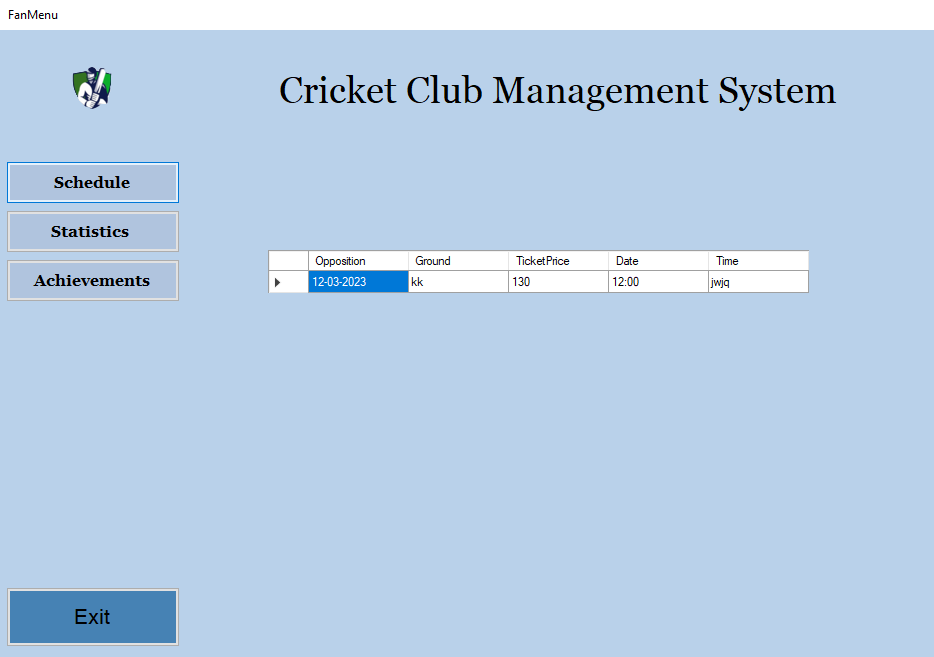 FanMenu
Cricket Club Management System
Schedule
Statistics
Achievements
Opposition Ground TicketPrice Date Time
12-03-2023 kk 130 12:00 jwjq
Exit